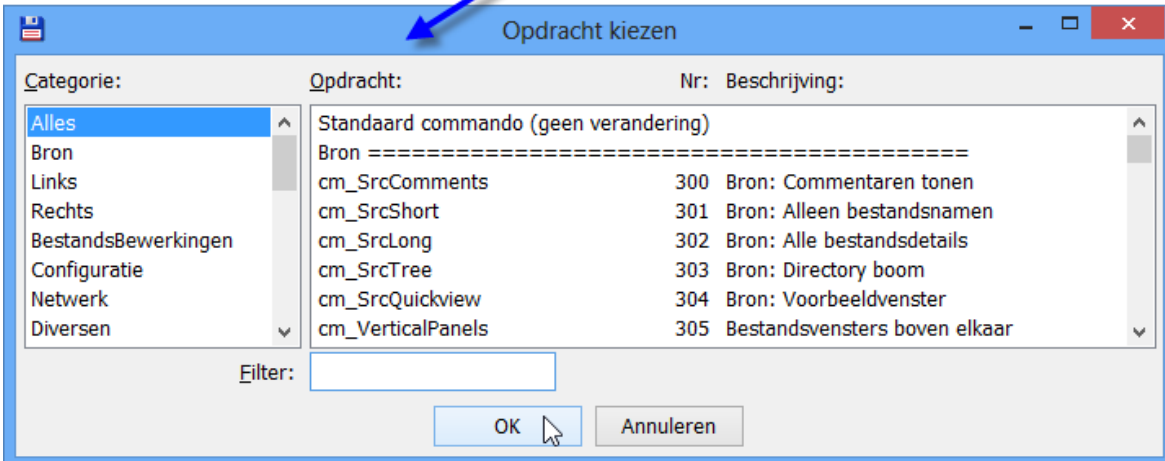 Opdracht kiezen
Categorie: Opdracht: Nr: Beschrijving:
Alles
Bron
Links
Rechts
BestandsBewerkingen
Configuratie
Netwerk
Diversen
Standaard commando (geen verandering)
Bron =========================================
cm_SrcComments 300 Bron: Commentaren tonen
cm_SrcShort 301 Bron: Alleen bestandsnamen
cm_SrcLong 302 Bron: Alle bestandsdetails
cm_SrcTree 303 Bron: Directory boom
cm_SrcQuickview 304 Bron: Voorbeeldvenster
cm_VerticalPanels 305 Bestandsvensters boven elkaar
Filter:
OK Annuleren